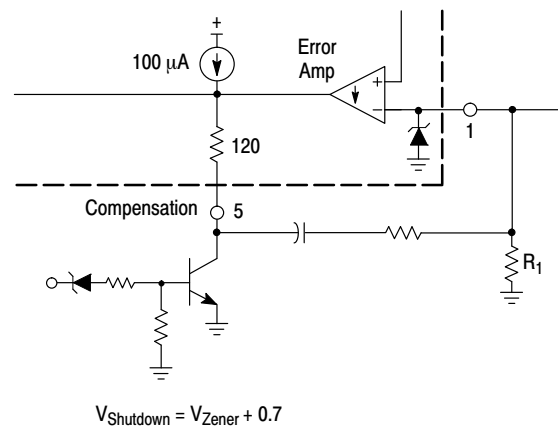 +
100 μA
Error
Amp
+
−
1
120
Compensation
5
R1
VShutdown = VZener + 0.7